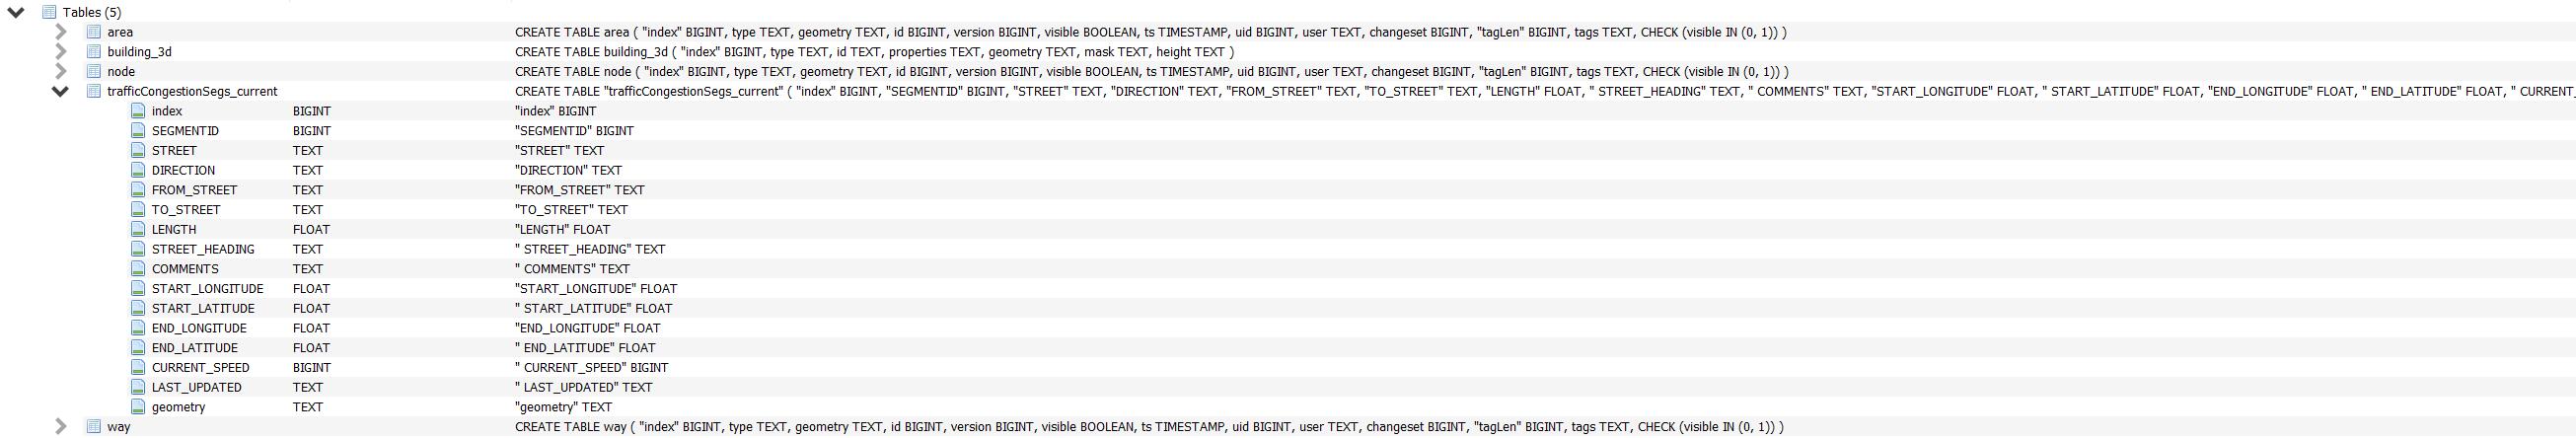 Tables (5)
area CREATE TABLE area ( "index" BIGINT, type TEXT, geometry TEXT, id BIGINT, version BIGINT, visible BOOLEAN, ts TIMESTAMP, uid BIGINT, user TEXT, changeset BIGINT, "tagLen" BIGINT, tags TEXT, CHECK (visible IN (0, 1)) )
building_3d CREATE TABLE building_3d ( "index" BIGINT, type TEXT, id TEXT, properties TEXT, geometry TEXT, mask TEXT, height TEXT )
node CREATE TABLE node ( "index" BIGINT, type TEXT, geometry TEXT, id BIGINT, version BIGINT, visible BOOLEAN, ts TIMESTAMP, uid BIGINT, user TEXT, changeset BIGINT, "tagLen" BIGINT, tags TEXT, CHECK (visible IN (0, 1)) )
trafficCongestionSegs_current CREATE TABLE "trafficCongestionSegs_current" ( "index" BIGINT, "SEGMENTID" BIGINT, "STREET" TEXT, "DIRECTION" TEXT, "FROM_STREET" TEXT, "TO_STREET" TEXT, "LENGTH" FLOAT, " STREET_HEADING" TEXT, " COMMENTS" TEXT, "START_LONGITUDE" FLOAT, " START_LATITUDE" FLOAT, "END_LONGITUDE" FLOAT, " END_LATITUDE" FLOAT, " CURRENT_
index BIGINT "index" BIGINT
SEGMENTID BIGINT "SEGMENTID" BIGINT
STREET TEXT "STREET" TEXT
DIRECTION TEXT "DIRECTION" TEXT
FROM_STREET TEXT "FROM_STREET" TEXT
TO_STREET TEXT "TO_STREET" TEXT
LENGTH FLOAT "LENGTH" FLOAT
STREET_HEADING TEXT " STREET_HEADING" TEXT
COMMENTS TEXT " COMMENTS" TEXT
START_LONGITUDE FLOAT "START_LONGITUDE" FLOAT
START_LATITUDE FLOAT " START_LATITUDE" FLOAT
END_LONGITUDE FLOAT "END_LONGITUDE" FLOAT
END_LATITUDE FLOAT " END_LATITUDE" FLOAT
CURRENT_SPEED BIGINT " CURRENT_SPEED" BIGINT
LAST_UPDATED TEXT " LAST_UPDATED" TEXT
geometry TEXT "geometry" TEXT
way CREATE TABLE way ( "index" BIGINT, type TEXT, geometry TEXT, id BIGINT, version BIGINT, visible BOOLEAN, ts TIMESTAMP, uid BIGINT, user TEXT, changeset BIGINT, "tagLen" BIGINT, tags TEXT, CHECK (visible IN (0, 1)) )